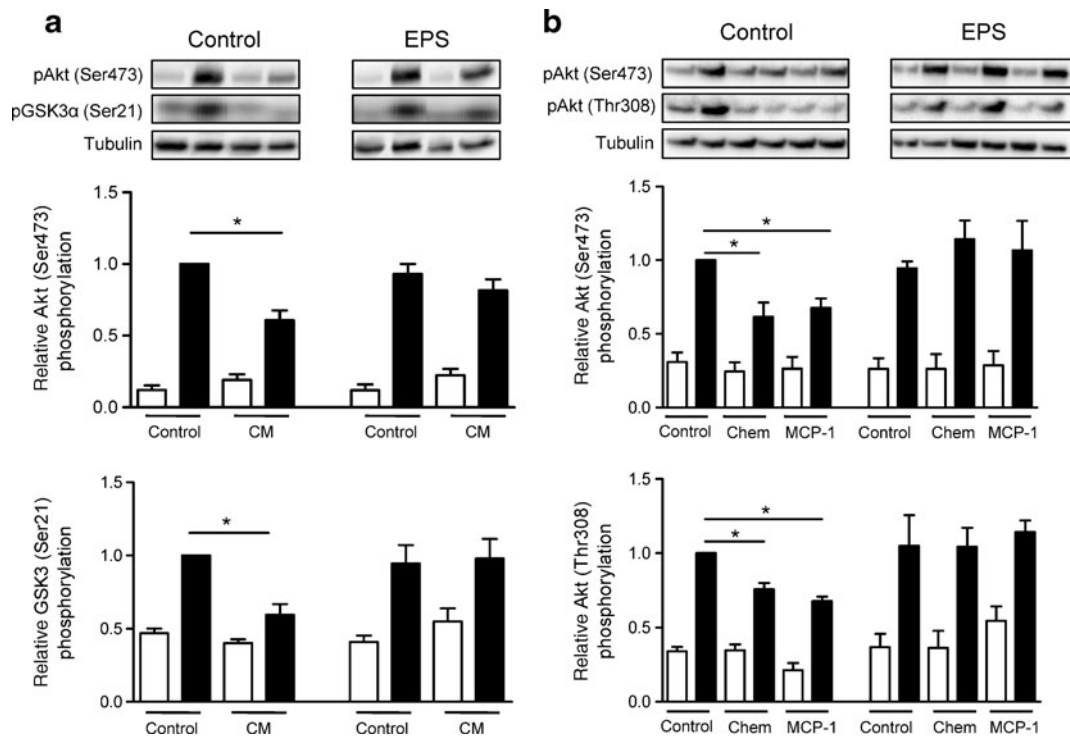 a
Control EPS
pAkt (Ser473)
pGSK3α (Ser21)
Tubulin
Relative Akt (Ser473)
phosphorylation
1.5
1.0
0.5
0.0
*
Control CM Control CM
Relative GSK3 (Ser21)
phosphorylation
1.5
1.0
0.5
0.0
*
Control CM Control CM
b
Control EPS
pAkt (Ser473)
pAkt (Thr308)
Tubulin
Relative Akt (Ser473)
phosphorylation
1.5
1.0
0.5
0.0
*
*
Control Chem MCP-1 Control Chem MCP-1
Relative Akt (Thr308)
phosphorylation
1.5
1.0
0.5
0.0
*
*
Control Chem MCP-1 Control Chem MCP-1